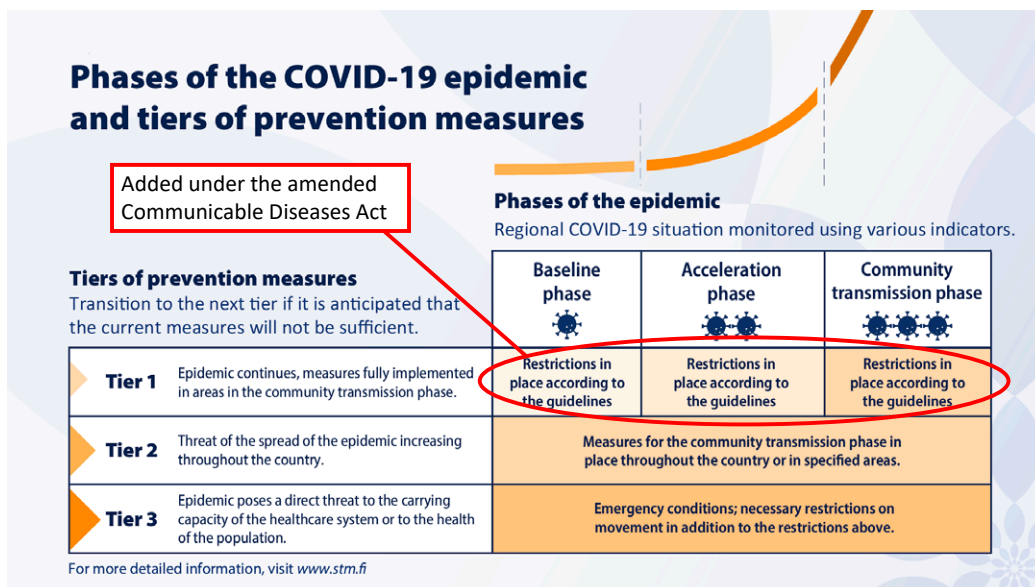 Phases of the COVID-19 epidemic
and tiers of prevention measures
Added under the amended
Communicable Diseases Act
Phases of the epidemic
Regional COVID-19 situation monitored using various indicators.
Tiers of prevention measures
Transition to the next tier if it is anticipated that
the current measures will not be sufficient.
Baseline
phase
Acceleration
phase
Community
transmission phase
Tier 1
Epidemic continues, measures fully implemented
in areas in the community transmission phase.
Restrictions in
place according to
the guidelines
Restrictions in
place according to
the guidelines
Restrictions in
place according to
the guidelines
Tier 2
Threat of the spread of the epidemic increasing
throughout the country.
Measures for the community transmission phase in
place throughout the country or in specified areas.
Tier 3
Epidemic poses a direct threat to the carrying
capacity of the healthcare system or to the health
of the population.
Emergency conditions; necessary restrictions on
movement in addition to the restrictions above.
For more detailed information, visit www.stm.fi